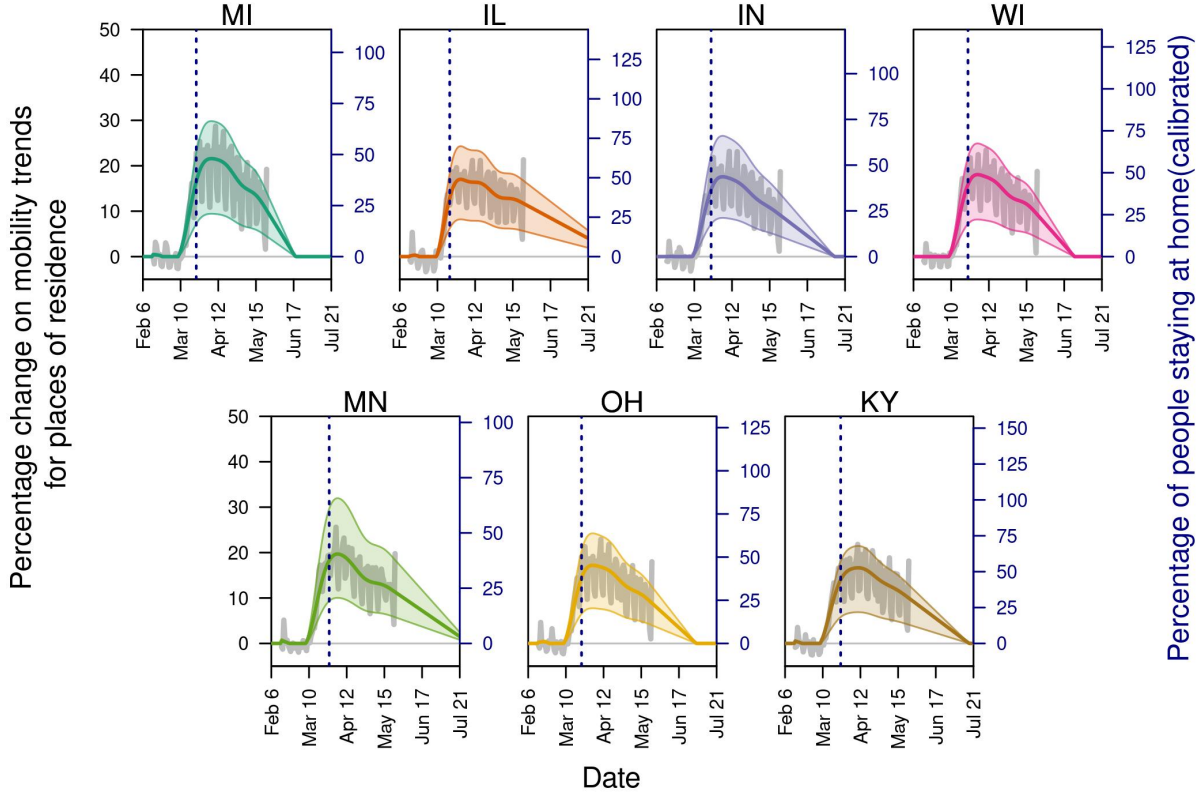 MI
IL
IN
WI
50
40
30
20
10
0
100
75
50
25
0
125
100
75
50
25
0
100
75
50
25
0
125
100
75
50
25
0
Feb 6
Mar 10
Apr 12
May 15
Jun 17
Jul 21
Feb 6
Mar 10
Apr 12
May 15
Jun 17
Jul 21
Feb 6
Mar 10
Apr 12
May 15
Jun 17
Jul 21
Feb 6
Mar 10
Apr 12
May 15
Jun 17
Jul 21
Percentage change on mobility trends
for places of residence
Percentage of people staying at home(calibrated)
MN
OH
KY
50
40
30
20
10
0
100
75
50
25
0
125
100
75
50
25
0
150
125
100
75
50
25
0
Feb 6
Mar 10
Apr 12
May 15
Jun 17
Jul 21
Feb 6
Mar 10
Apr 12
May 15
Jun 17
Jul 21
Feb 6
Mar 10
Apr 12
May 15
Jun 17
Jul 21
Date